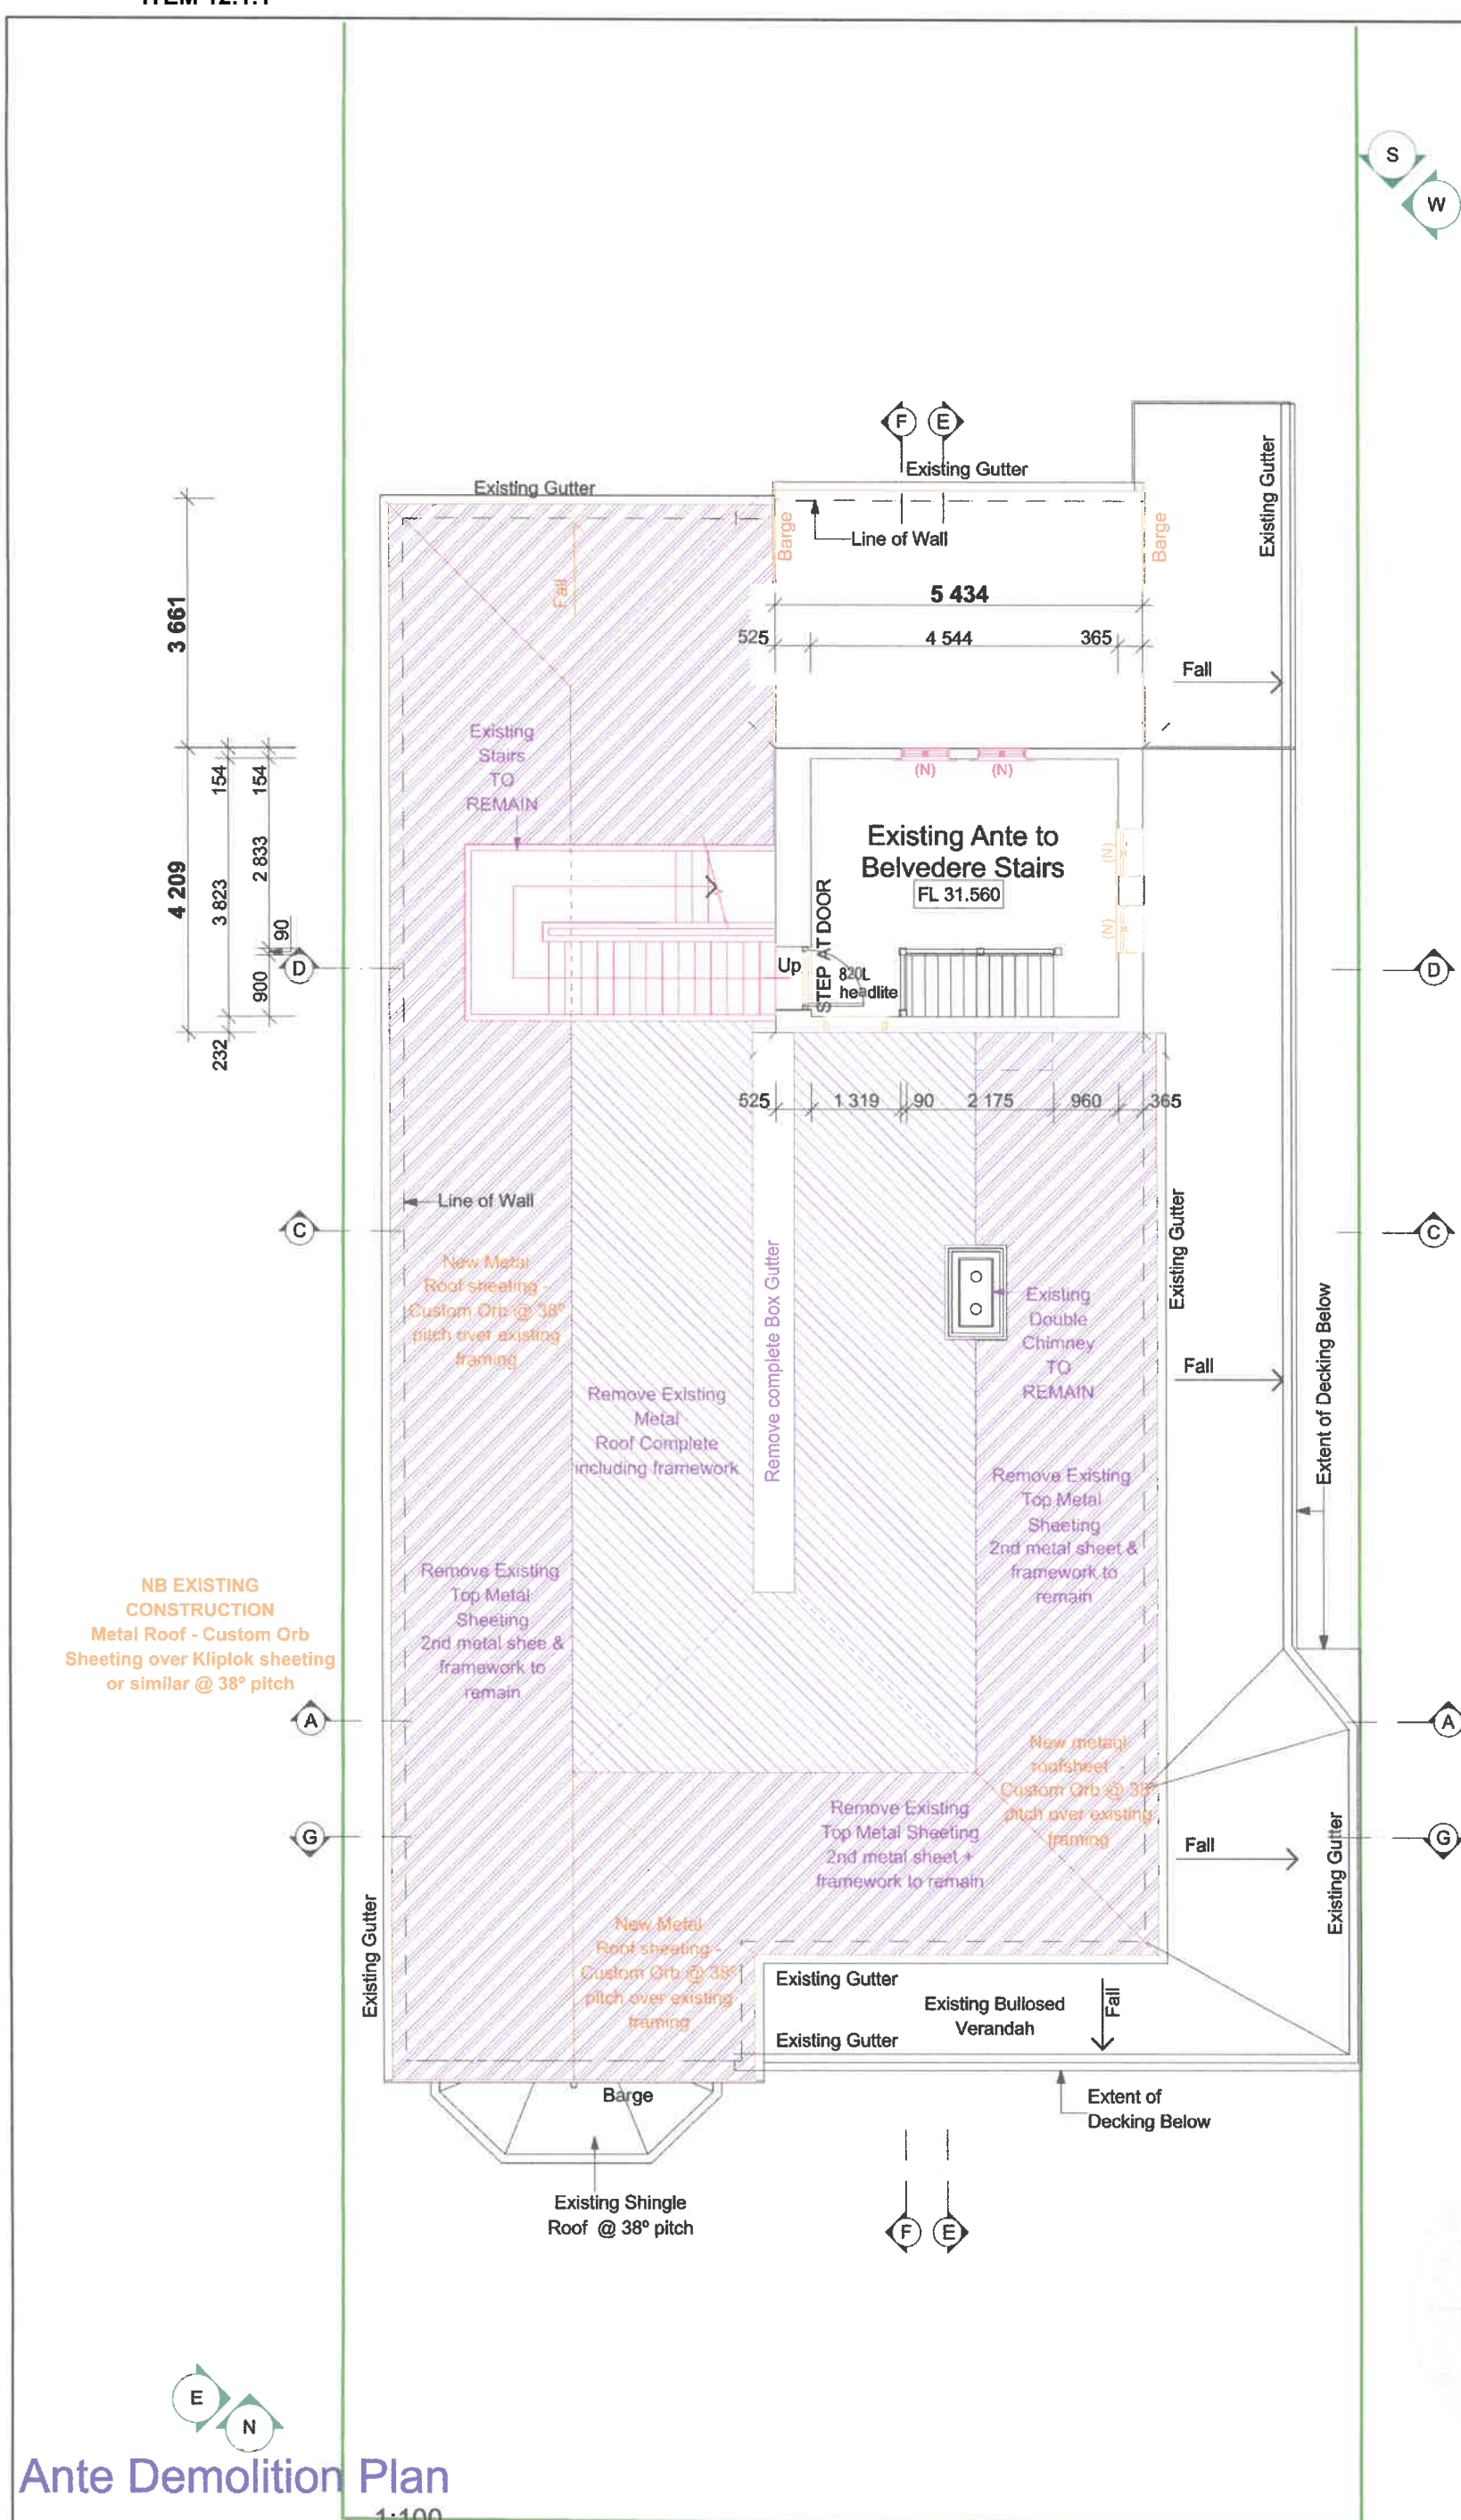 ITEM 12.1.1
S
W
F
E
Existing Gutter
Existing Gutter
Existing Gutter
Barge
Line of Wall
Barge
Fall
5 434
525
4 544
365
Fall
3 661
Existing
Stairs
TO
REMAIN
(N)
(N)
154
154
4 209
3 823
2 833
90
900
232
Existing Ante to
Belvedere Stairs
FL 31.560
(N)
(N)
STEP AT DOOR
Up
820L
headlite
D
D
525
1 319
90
2 175
960
365
Line of Wall
C
C
Existing Gutter
New Metal
Roof sheeting -
Custom Orb @ 38º
pitch over existing
framing
Remove complete Box Gutter
Existing
Double
Chimney
TO
REMAIN
Extent of Decking Below
Fall
Remove Existing
Metal
Roof Complete
including framework
Remove Existing
Top Metal
Sheeting
2nd metal sheet &
framework to
remain
Remove Existing
Top Metal
Sheeting
2nd metal shee &
framework to
remain
NB EXISTING
CONSTRUCTION
Metal Roof - Custom Orb
Sheeting over Kliplok sheeting
or similar @ 38º pitch
A
A
New metaql
roofsheet -
Custom Orb @ 38º
pitch over existing
framing
Remove Existing
Top Metal Sheeting
2nd metal sheet +
framework to remain
G
G
Fall
Existing Gutter
Existing Gutter
New Metal
Roof sheeting -
Custom Orb @ 38º
pitch over existing
framing
Existing Gutter
Existing Bullosed
Verandah
Fall
Existing Gutter
Barge
Extent of
Decking Below
Existing Shingle
Roof @ 38º pitch
F
E
E
N
Ante Demolition Plan
1:100